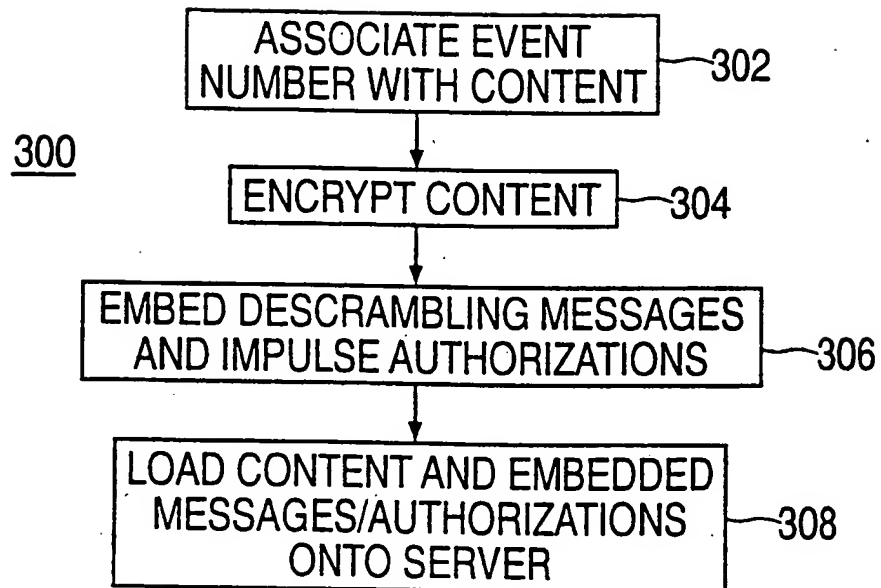 ASSOCIATE EVENT
NUMBER WITH CONTENT
302
300
ENCRYPT CONTENT
304
EMBED DESCRAMBLING MESSAGES
AND IMPULSE AUTHORIZATIONS
306
LOAD CONTENT AND EMBEDDED
MESSAGES/AUTHORIZATIONS
ONTO SERVER
308